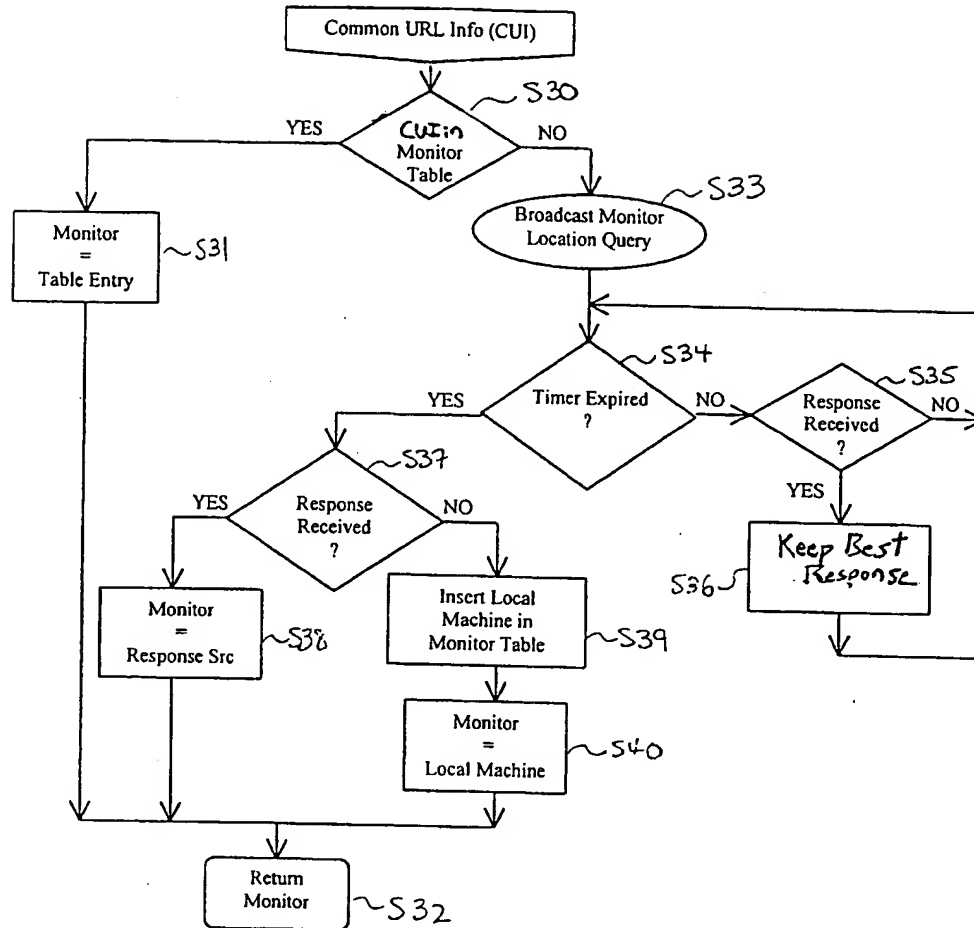 Common URL Info (CUI)
S30
YES
CUI in
Monitor
Table
NO
S33
Broadcast Monitor
Location Query
Monitor
=
Table Entry
S31
S34
Timer Expired
?
YES
NO
S35
Response
Received
?
NO
YES
S37
Response
Received
?
YES
NO
Keep Best
Response
S36
Monitor
=
Response Src
S38
Insert Local
Machine in
Monitor Table
S39
Monitor
=
Local Machine
S40
Return
Monitor
S32